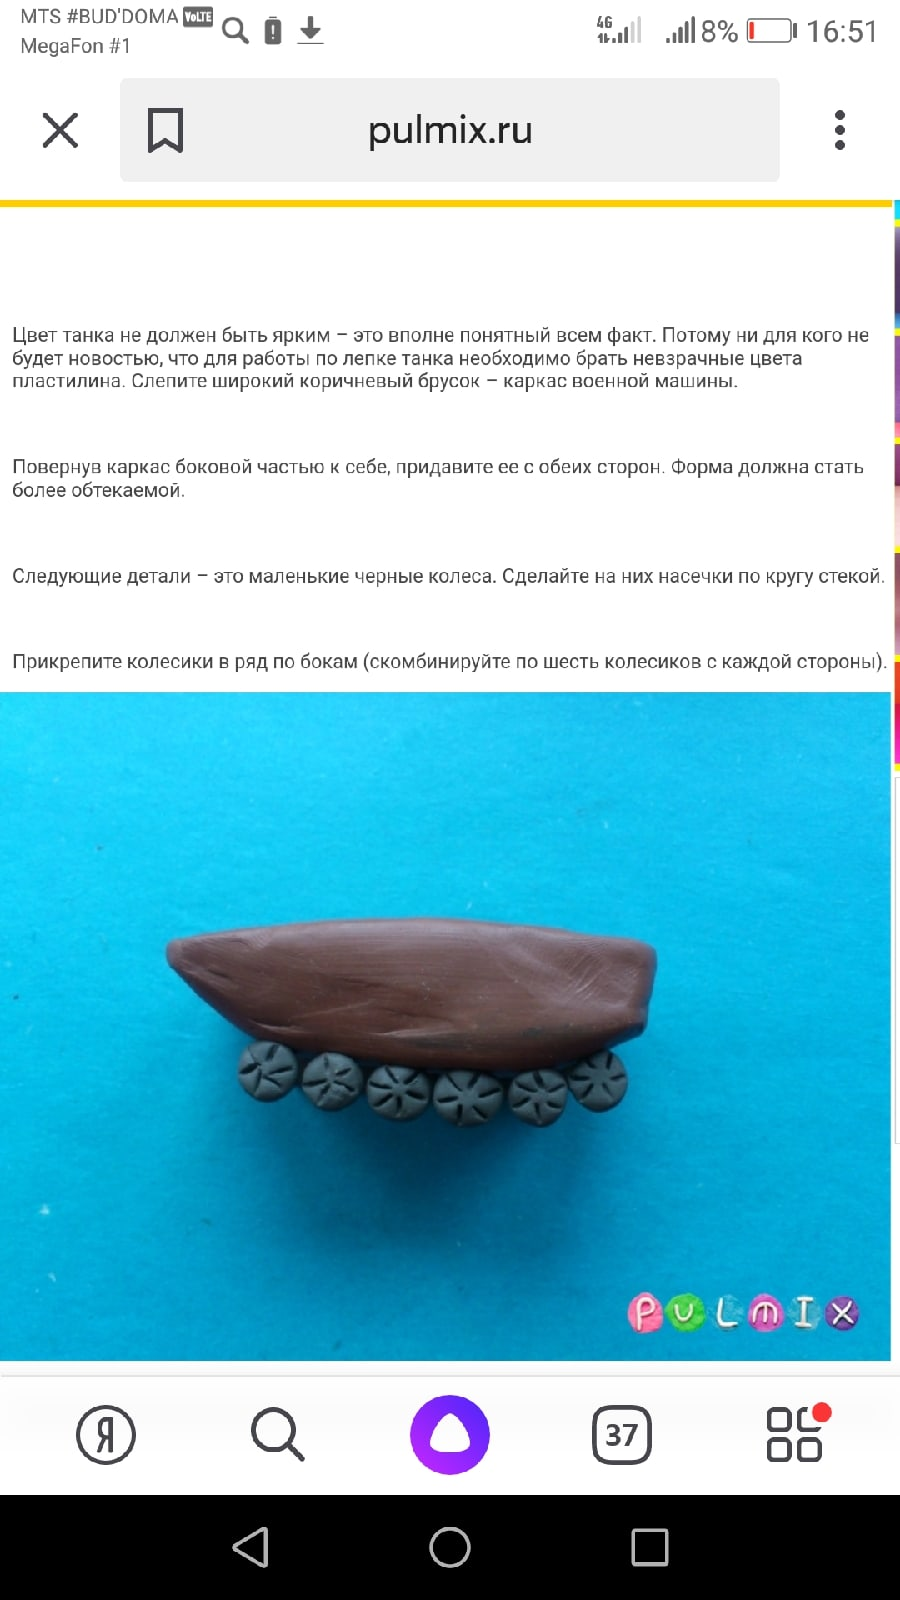 MTS #BUD'DOMA VoLTE
MegaFon #1
4G
8%
16:51
pulmix.ru
Цвет танка не должен быть ярким – это вполне понятный всем факт. Потому ни для кого не
будет новостью, что для работы по лепке танка необходимо брать невзрачные цвета
пластилина. Слепите широкий коричневый брусок – каркас военной машины.
Повернув каркас боковой частью к себе, придавите ее с обеих сторон. Форма должна стать
более обтекаемой.
Следующие детали – это маленькие черные колеса. Сделайте на них насечки по кругу стекой.
Прикрепите колесики в ряд по бокам (скомбинируйте по шесть колесиков с каждой стороны).
PULMIX
Я
37